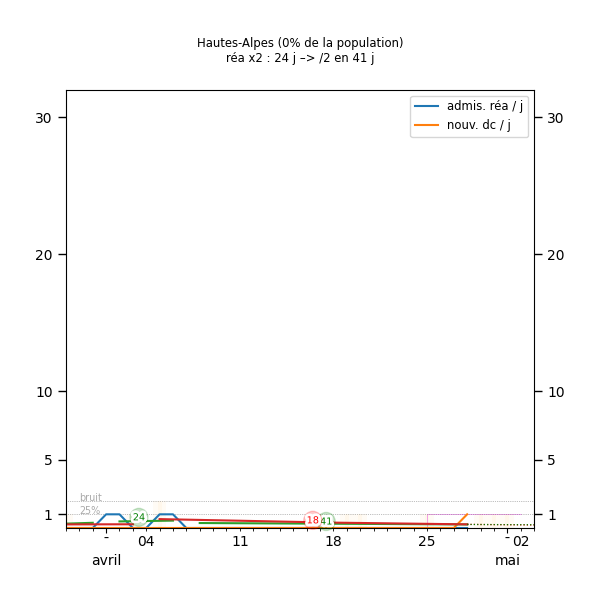 Hautes-Alpes (0% de la population)
réa x2 : 24 j –> /2 en 41 j
admis. réa / j
nouv. dc / j
30 30
20 20
10 10
5 5
bruit
25%
1 1
24 18 41
- 04 11 18 25 - 02
avril mai